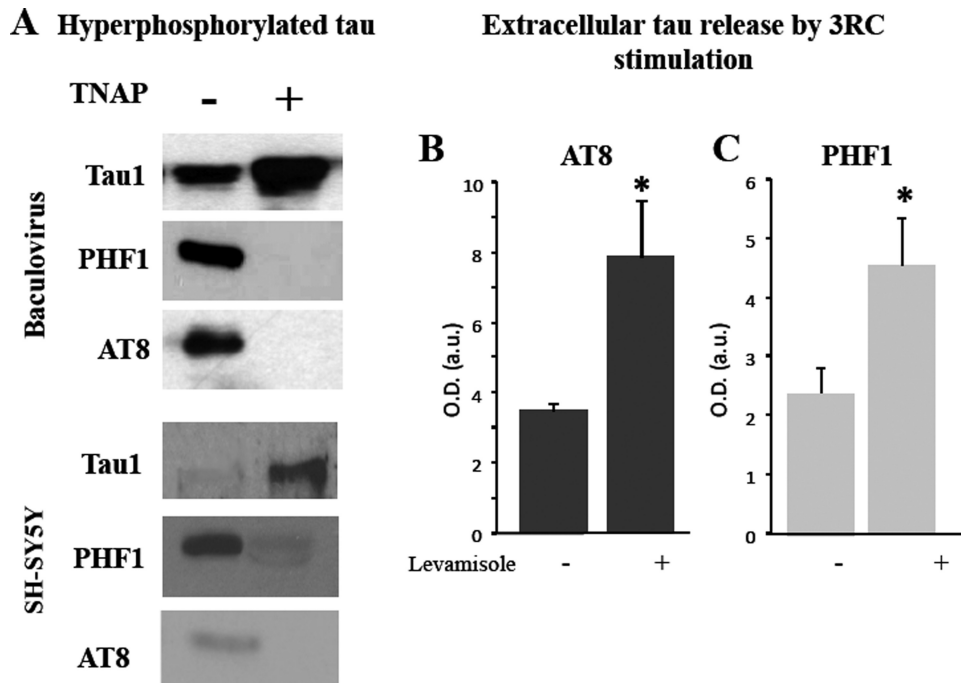 A Hyperphosphorylated tau
TNAP - +
Baculovirus
Tau1
PHF1
AT8
SH-SY5Y
Tau1
PHF1
AT8
Extracellular tau release by 3RC
stimulation
B
AT8
O.D. (a.u.)
10
8
6
4
2
0
*
Levamisole - +
C
PHF1
O.D. (a.u.)
6
5
4
3
2
1
0
*
- +